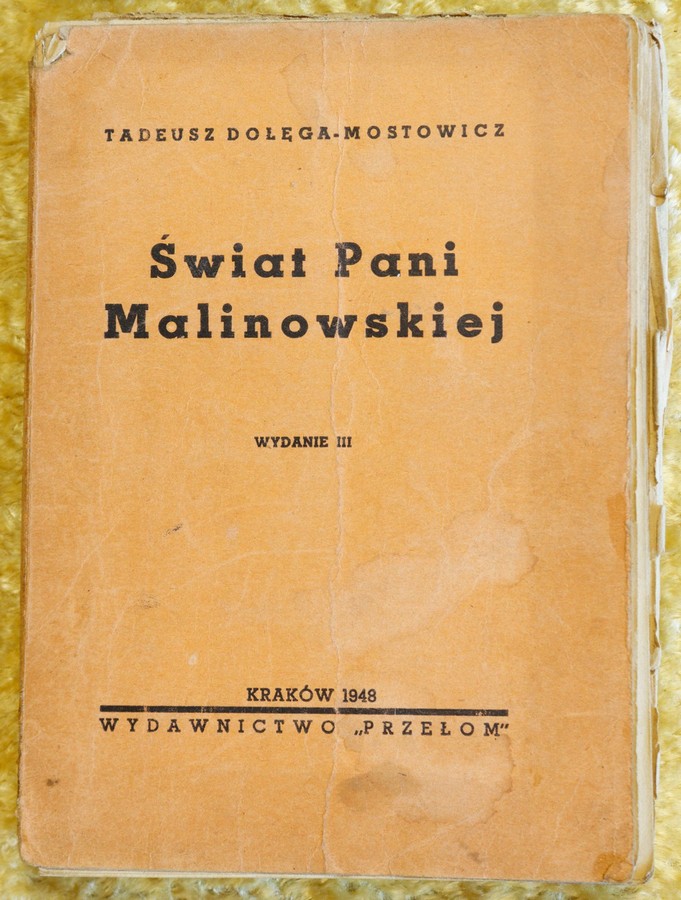 TADEUSZ DOŁĘGA-MOSTOWICZ
Świat Pani
Malinowskiej
WYDANIE III
KRAKÓW 1948
WYDAWNICTWO „PRZEŁOM"